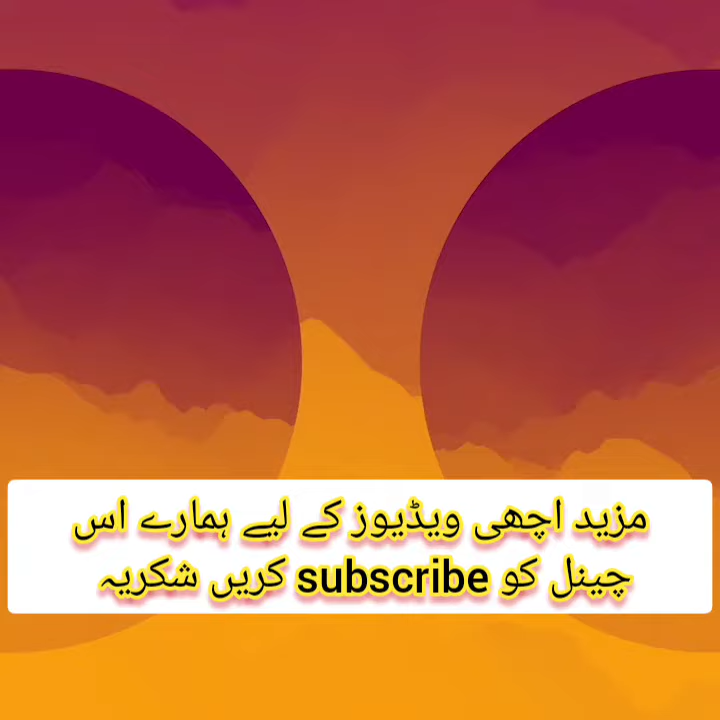 مزید اچھی ویڈیوز کے لیے ہمارے اس
چینل کو subscribe کریں شکریہ